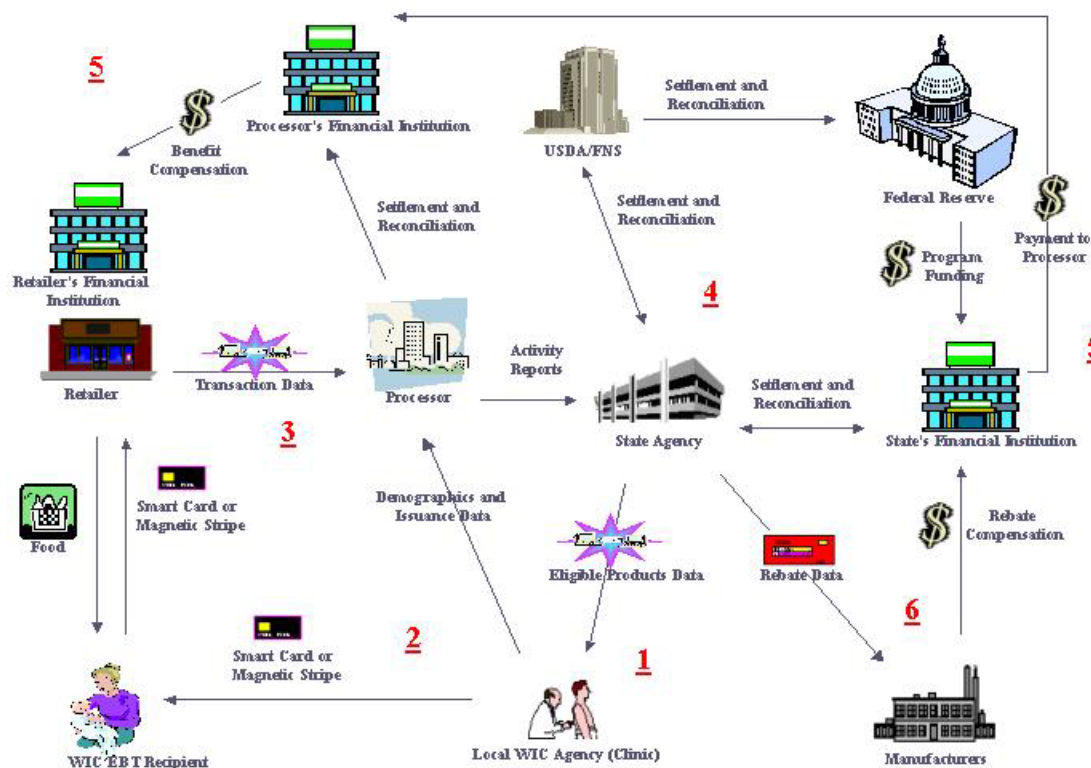 5
Processor's Financial Institution
Benefit
Compensation
Settlement and
Reconciliation
USDA/FNS
Settlement and
Reconciliation
Federal Reserve
Settlement and
Reconciliation
Payment to
Processor
Program
Funding
Retailer's Financial
Institution
4
5
Retailer
Transaction Data
Processor
Activity
Reports
State Agency
Settlement and
Reconciliation
State's Financial Institution
3
Smart Card or
Magnetic Stripe
Food
Demographics and
Issuance Data
Eligible Products Data
Rebate Data
Rebate
Compensation
6
2
Smart Card or
Magnetic Stripe
1
WIC EBT Recipient
Local WIC Agency (Clinic)
Manufacturers